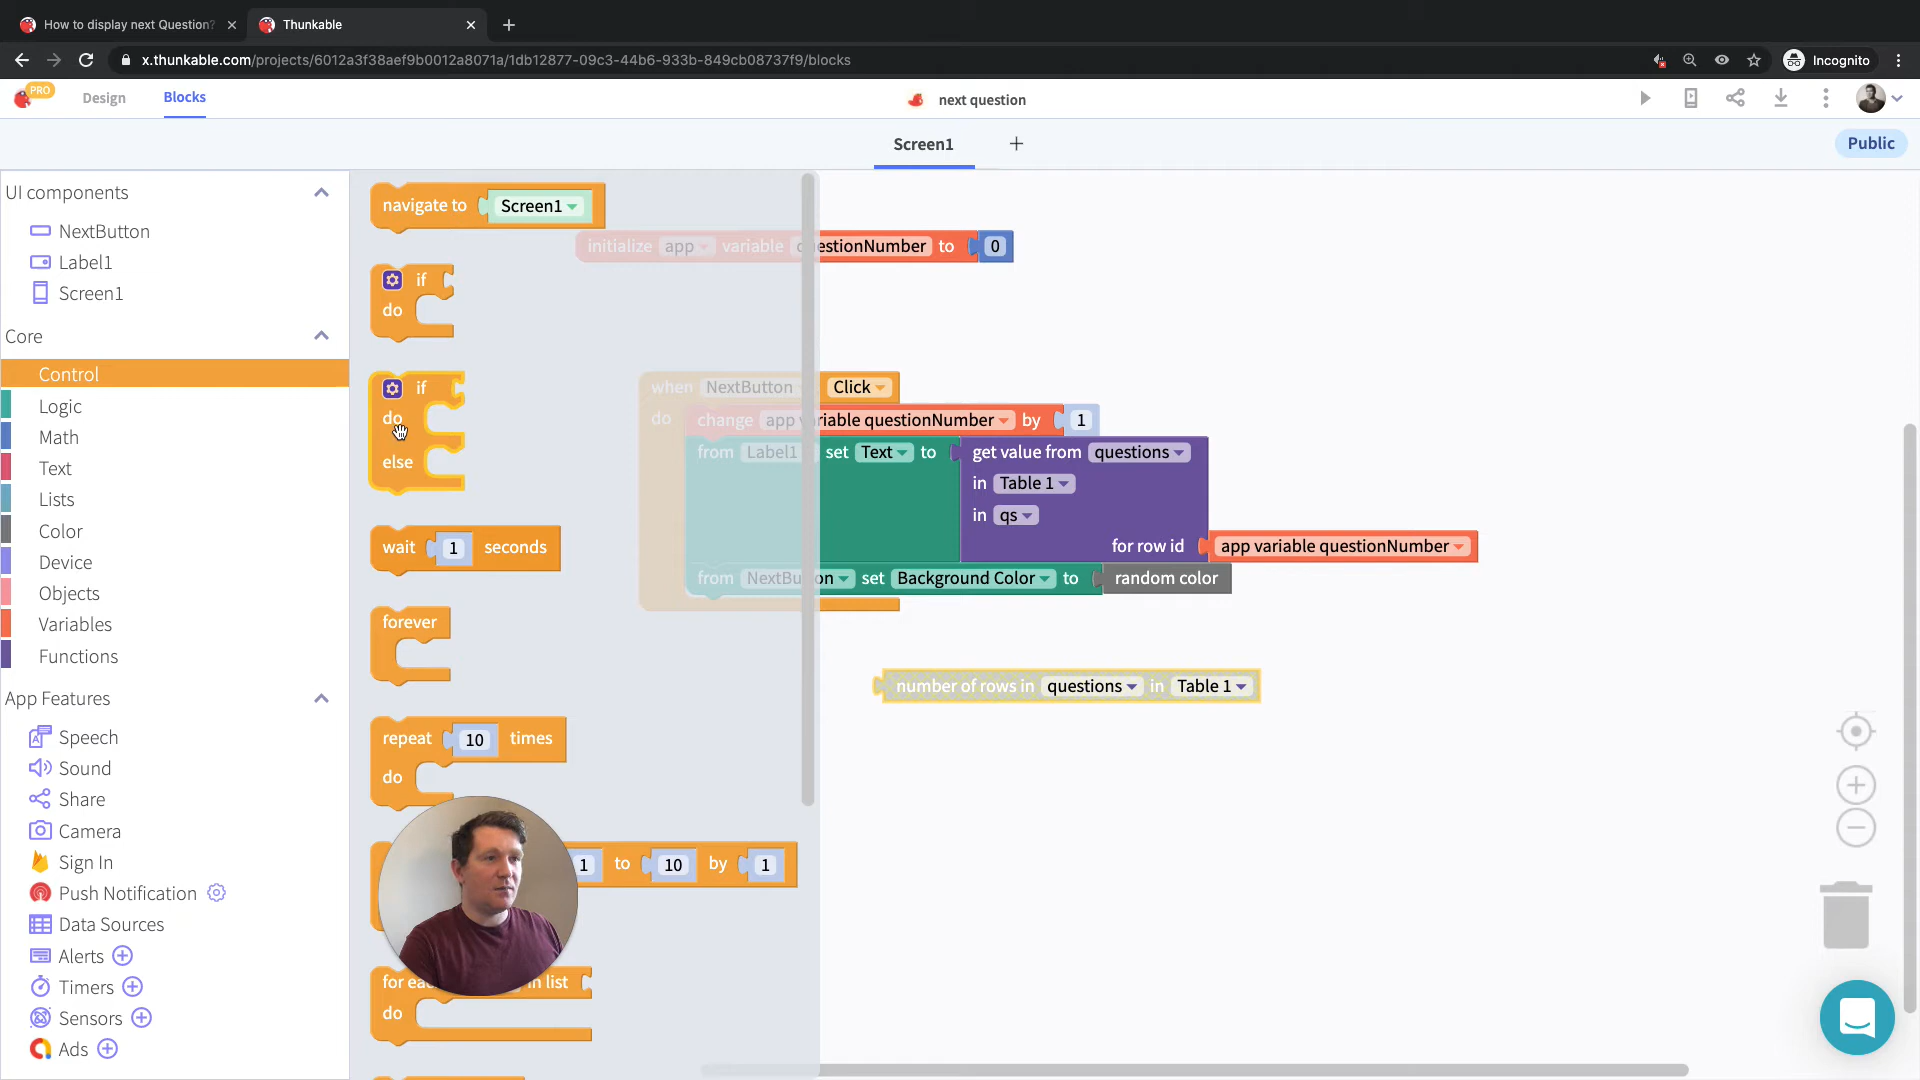 How to display next Question?
Thunkable
x.thunkable.com/projects/6012a3f38aef9b0012a8071a/1db12877-09c3-44b6-933b-849cb08737f9/blocks
Incognito
PRO
Design
Blocks
next question
Screen1
Public
UI components
NextButton
Label1
Screen1
Core
Control
Logic
Math
Text
Lists
Color
Device
Objects
Variables
Functions
App Features
Speech
Sound
Share
Camera
Sign In
Push Notification
Data Sources
Alerts
Timers
Sensors
Ads
navigate to Screen1
if
do
if
do
else
wait 1 seconds
forever
repeat 10 times
do
1 to 10 by 1
for in list
do
initialize app variable questionNumber to 0
when NextButton Click
do change app variable questionNumber by 1
from Label1 set Text to get value from questions
in Table 1
in qs
for row id app variable questionNumber
from NextButton set Background Color to random color
number of rows in questions in Table 1